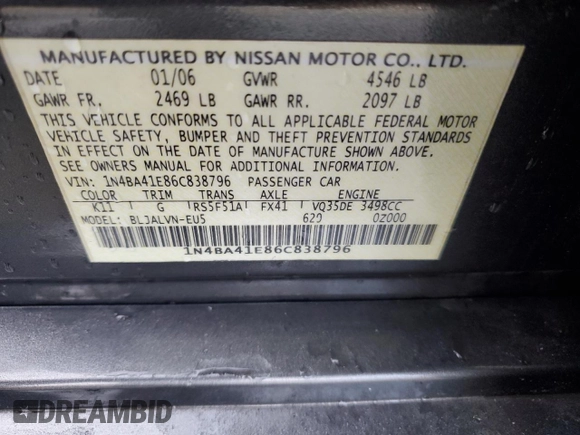 MANUFACTURED BY NISSAN MOTOR CO., LTD.
DATE 01/06 GVWR 4546 LB
GAWR FR. 2469 LB GAWR RR. 2097 LB
THIS VEHICLE CONFORMS TO ALL APPLICABLE FEDERAL MOTOR
VEHICLE SAFETY, BUMPER AND THEFT PREVENTION STANDARDS
IN EFFECT ON THE DATE OF MANUFACTURE SHOWN ABOVE.
SEE OWNERS MANUAL FOR ADDITIONAL INFORMATION.
VIN: 1N4BA41E86C838796 PASSENGER CAR
COLOR TRIM TRANS AXLE ENGINE
K11 G RS5F51A FX41 VQ35DE 3498CC
MODEL: BLJALVN-EU5 620 0Z000
1N4BA41E86C838796
DREAMBID